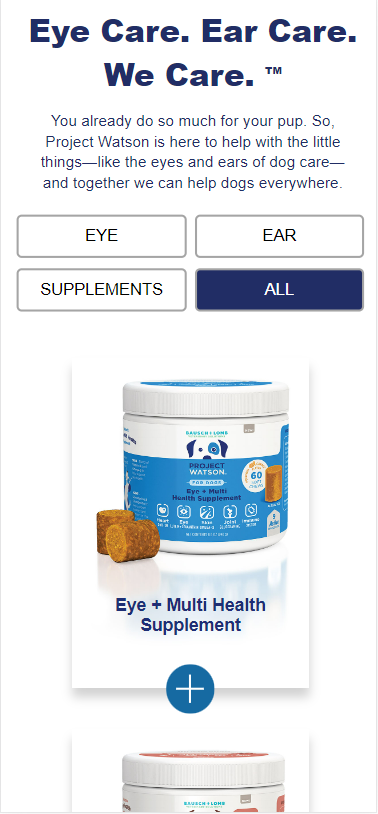 Eye Care. Ear Care.
We Care. ™
You already do so much for your pup. So,
Project Watson is here to help with the little
things—like the eyes and ears of dog care—
and together we can help dogs everywhere.
EYE
EAR
SUPPLEMENTS
ALL
BAUSCH + LOMB
PROJECT
WATSON
FOR DOGS
Eye + Multi
Health Supplement
60
Eye
Skin
Joint
Eye + Multi Health
Supplement
BAUSCH + LOMB